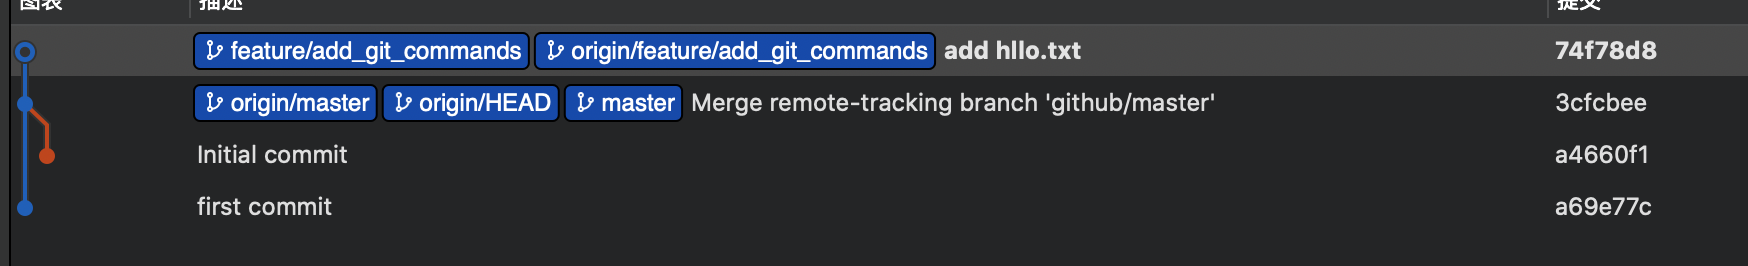 图表 描述 提交
feature/add_git_commands origin/feature/add_git_commands add hllo.txt 74f78d8
origin/master origin/HEAD master Merge remote-tracking branch 'github/master' 3cfcbee
Initial commit a4660f1
first commit a69e77c